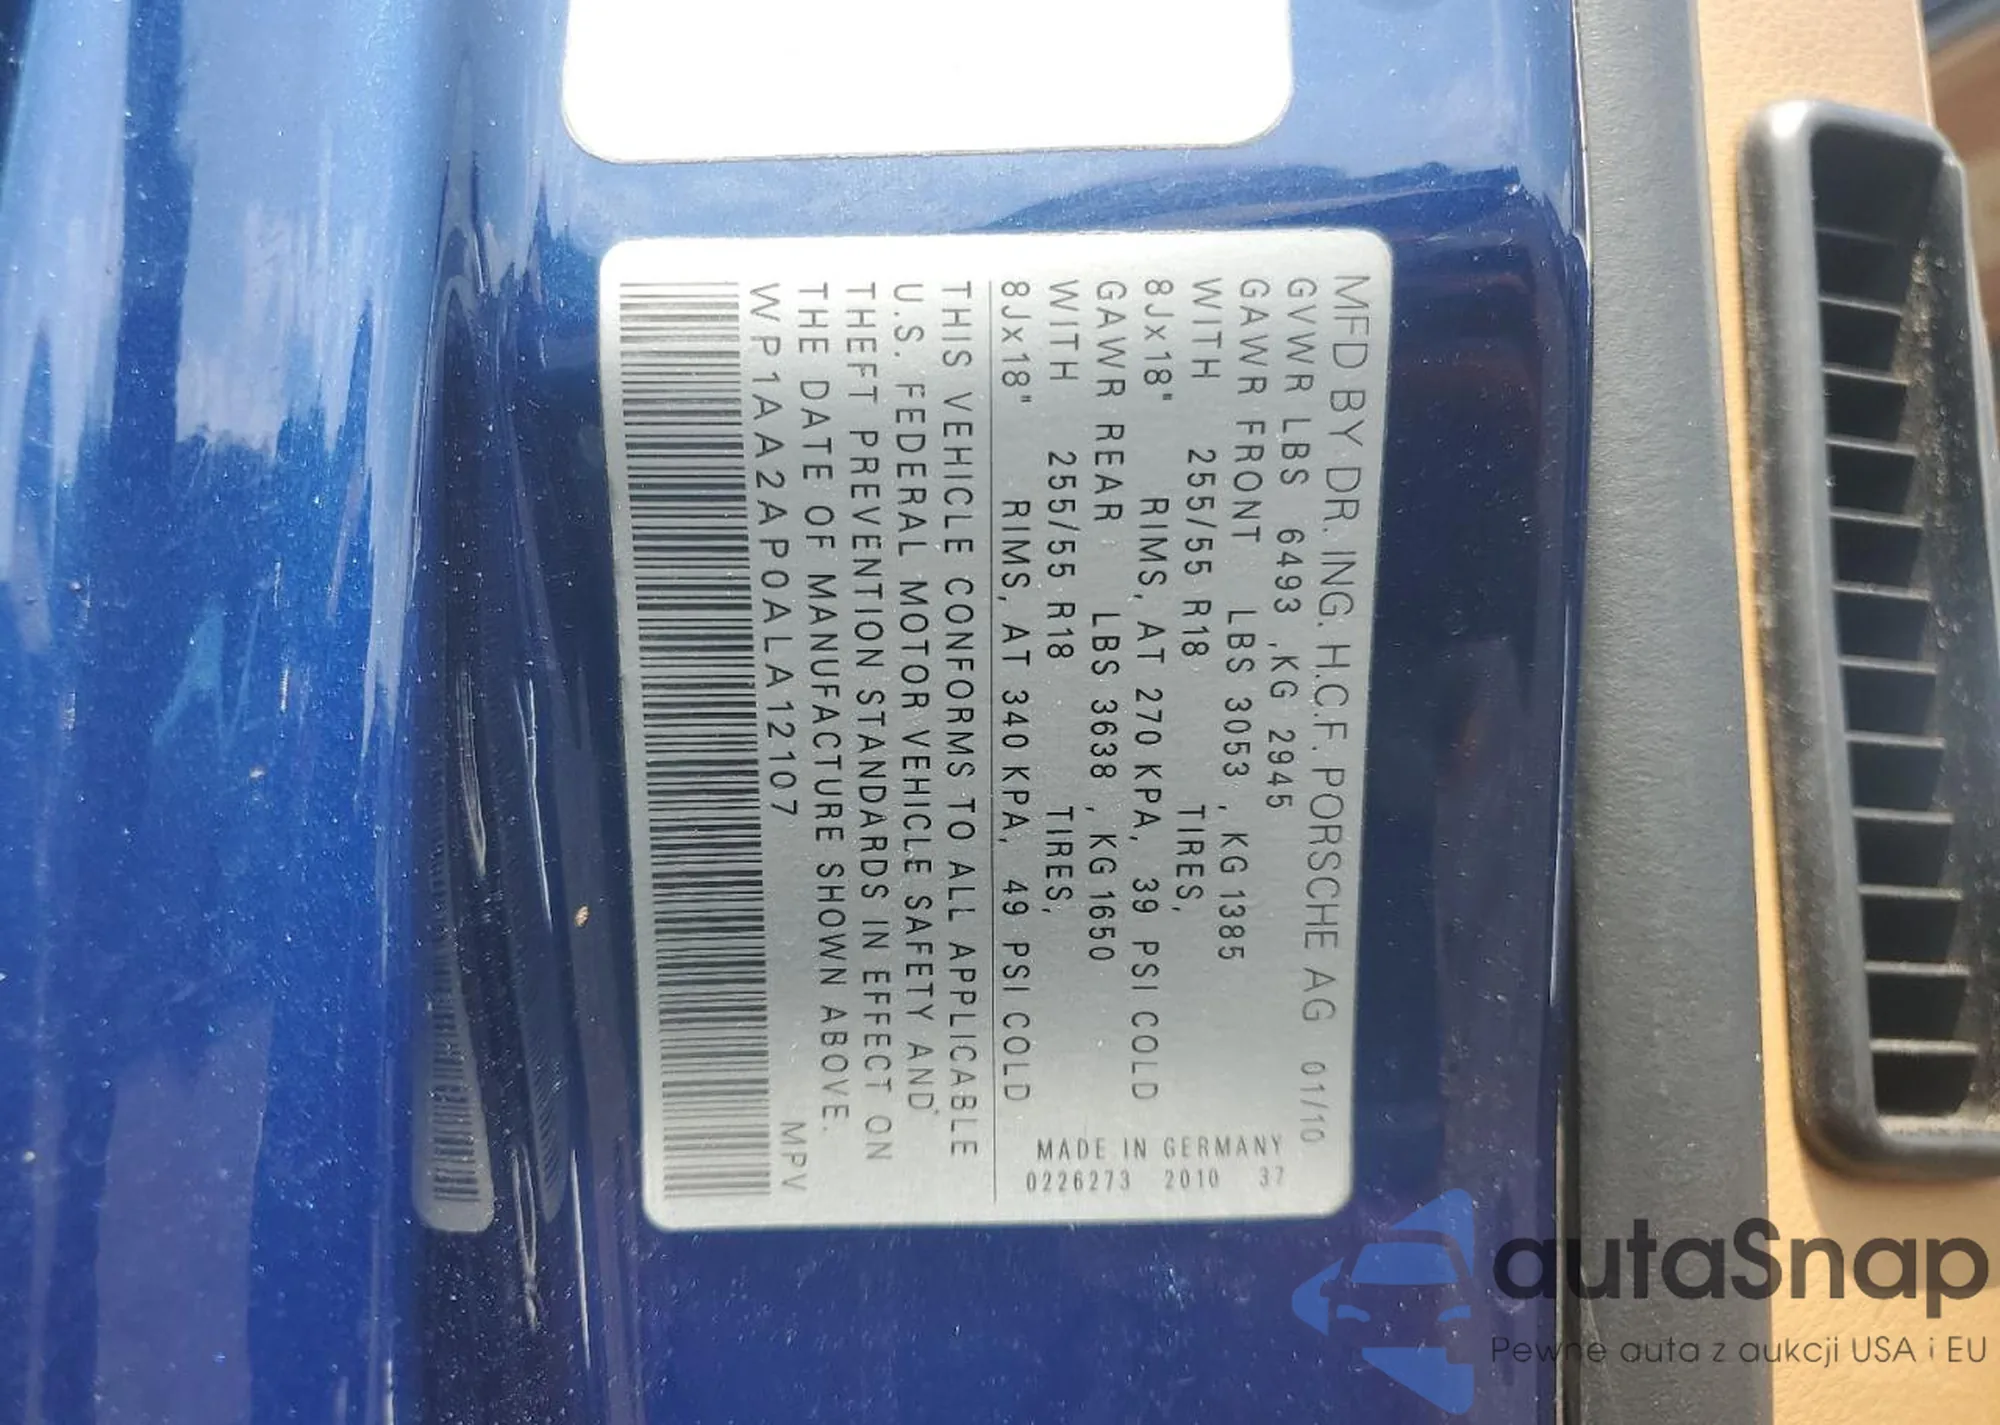 MFD BY DR. ING. H.C.F. PORSCHE AG 01/10
GVWR LBS 6493 ,KG 2945
GAWR FRONT LBS 3053 , KG 1385
WITH 255/55 R18 TIRES,
8Jx18" RIMS, AT 270 KPA, 39 PSI COLD
GAWR REAR LBS 3638 , KG 1650
WITH 255/55 R18 TIRES,
8Jx18" RIMS, AT 340 KPA, 49 PSI COLD
MADE IN GERMANY
0226273 2010 37
THIS VEHICLE CONFORMS TO ALL APPLICABLE
U.S. FEDERAL MOTOR VEHICLE SAFETY AND
THEFT PREVENTION STANDARDS IN EFFECT ON
THE DATE OF MANUFACTURE SHOWN ABOVE.
WP1AA2AP0ALA12107 MPV
autaSnap
Pewne auta z aukcji USA i EU